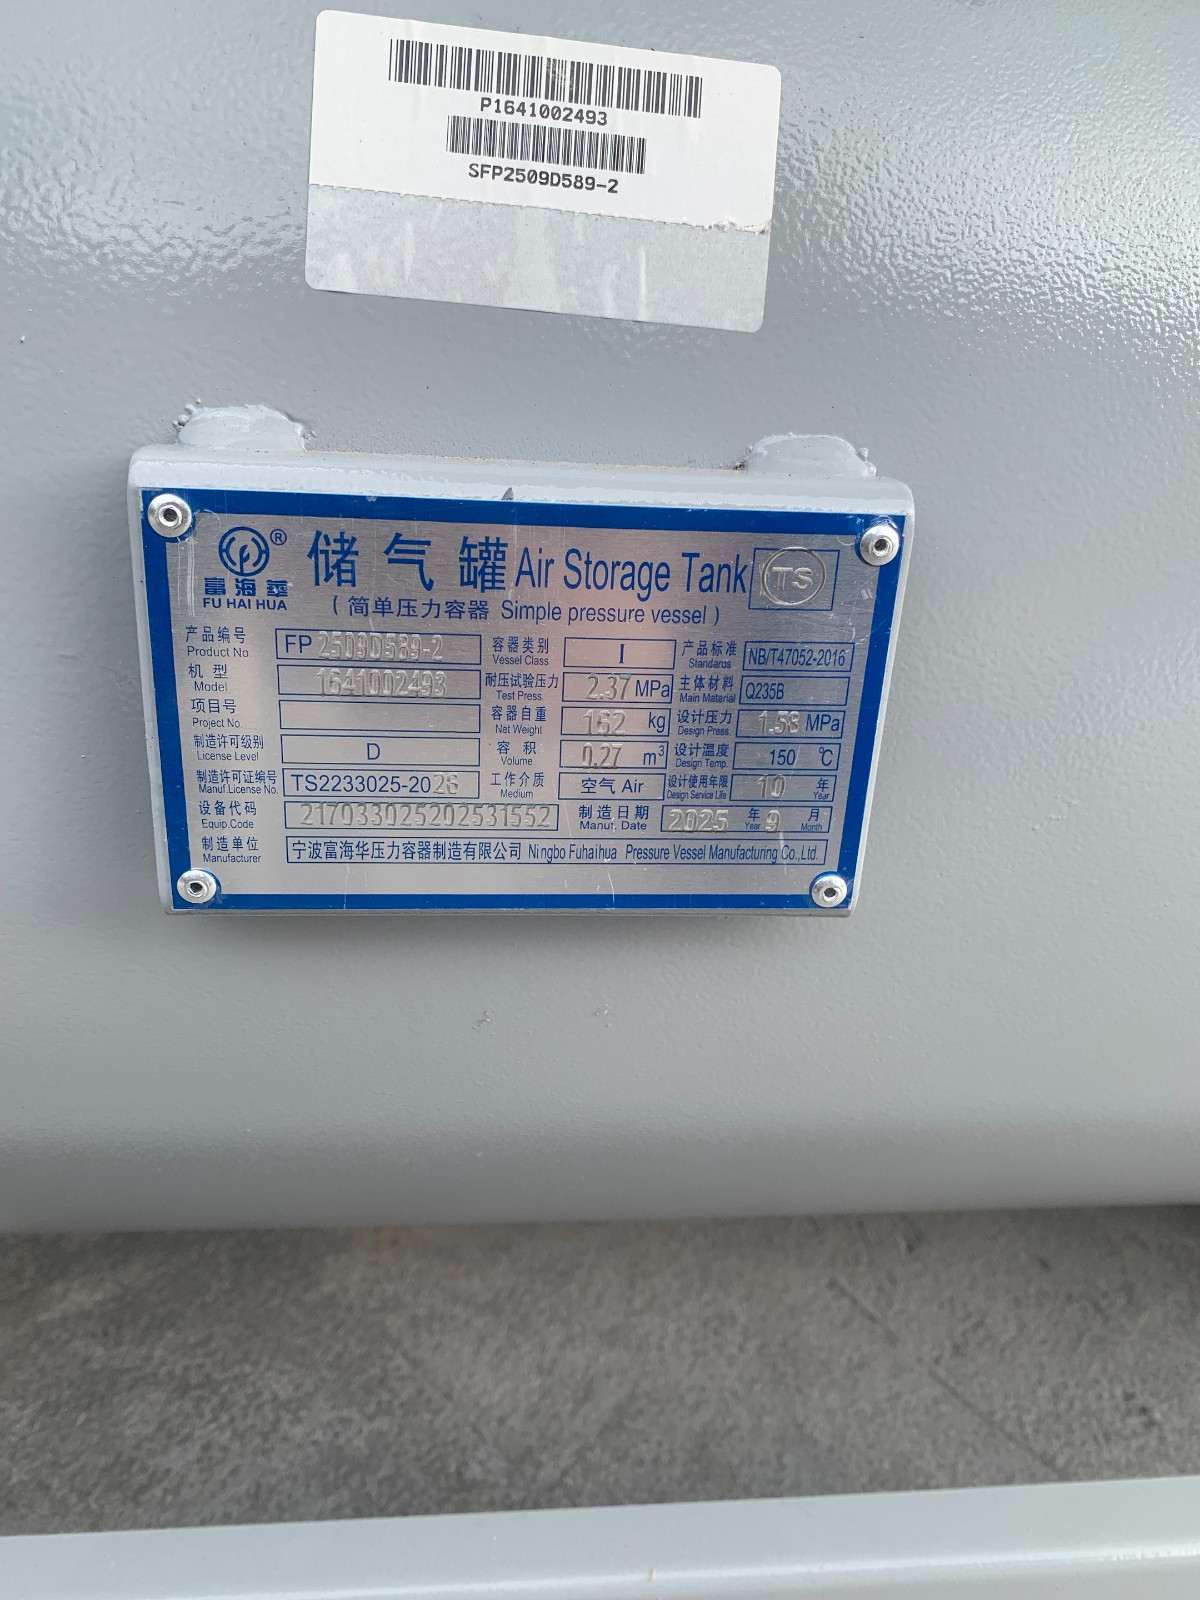 P1641002493
SFP2509D589-2
富海华 ®
FU HAI HUA
储气罐 Air Storage Tank TS
(简单压力容器 Simple pressure vessel)
产品编号 Product No FP 2509D589-2 容器类别 Vessel Class I 产品标准 Standards NB/T47052-2016
机型 Model 1641002493 耐压试验压力 Test Press. 2.37 MPa 主体材料 Main Material Q235B
项目号 Project No. 容器自重 Net Weight 152 kg 设计压力 Design Press. 1.58 MPa
制造许可级别 License Level D 容积 Volume 0.27 m³ 设计温度 Design Temp. 150 ℃
制造许可证编号 Manuf.License No. TS2233025-2026 工作介质 Medium 空气 Air 设计使用年限 Design Service Life 10 年 Year
设备代码 Equip.Code 217033025202531552 制造日期 Manuf. Date 2025 年 Year 9 月 Month
制造单位 Manufacturer 宁波富海华压力容器制造有限公司 Ningbo Fuhaihua Pressure Vessel Manufacturing Co.,Ltd.